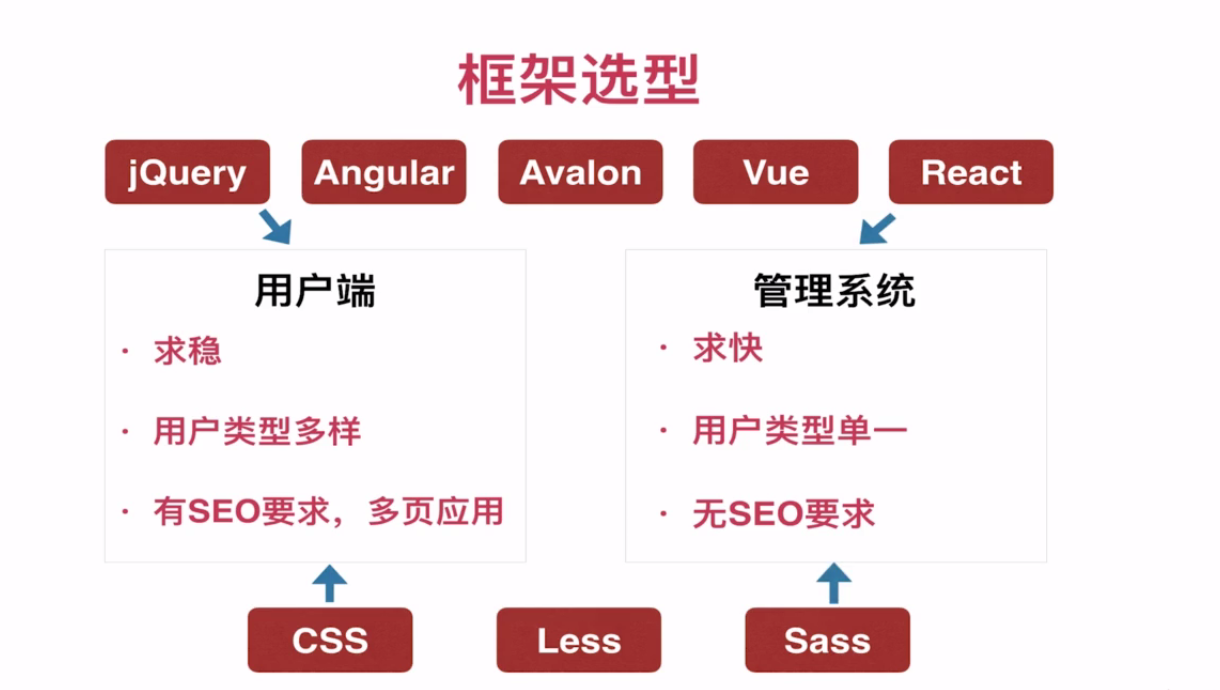 框架选型
jQuery
Angular
Avalon
Vue
React
用户端
· 求稳
· 用户类型多样
· 有SEO要求，多页应用
管理系统
· 求快
· 用户类型单一
· 无SEO要求
CSS
Less
Sass